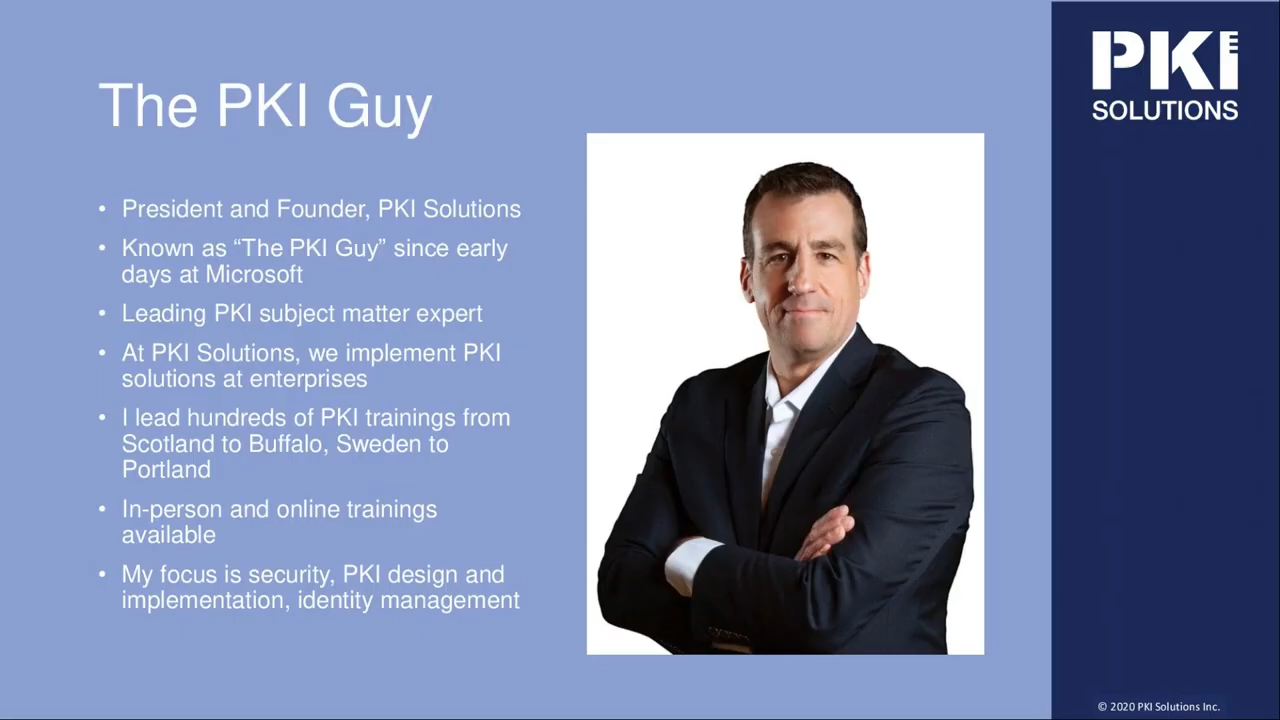 PKI
SOLUTIONS
The PKI Guy
• President and Founder, PKI Solutions
• Known as “The PKI Guy” since early
days at Microsoft
• Leading PKI subject matter expert
• At PKI Solutions, we implement PKI
solutions at enterprises
• I lead hundreds of PKI trainings from
Scotland to Buffalo, Sweden to
Portland
• In-person and online trainings
available
• My focus is security, PKI design and
implementation, identity management
© 2020 PKI Solutions Inc.